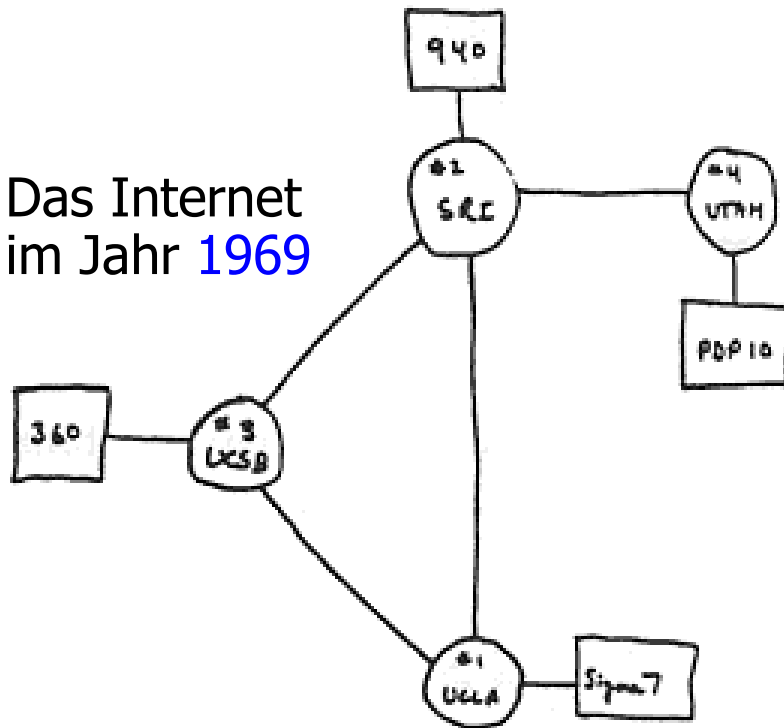 940
#2
SRI
#4
UTAH
Das Internet
im Jahr 1969
PDP 10
360
#3
UCSB
#1
UCLA
Sigma 7